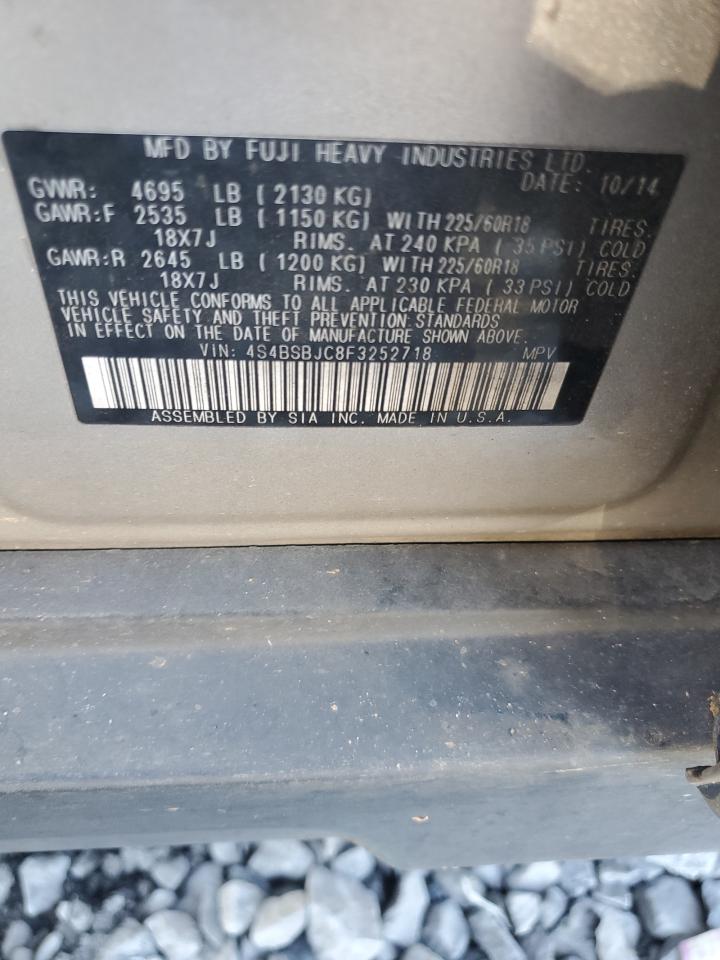 MFD BY FUJI HEAVY INDUSTRIES LTD.
DATE: 10/14
GVWR: 4695 LB ( 2130 KG)
GAWR:F 2535 LB ( 1150 KG) WITH 225/60R18 TIRES.
18X7J RIMS. AT 240 KPA ( 35 PSI) COLD
GAWR:R 2645 LB ( 1200 KG) WITH 225/60R18 TIRES.
18X7J RIMS. AT 230 KPA ( 33 PSI) COLD
THIS VEHICLE CONFORMS TO ALL APPLICABLE FEDERAL MOTOR
VEHICLE SAFETY AND THEFT PREVENTION STANDARDS
IN EFFECT ON THE DATE OF MANUFACTURE SHOWN ABOVE.
VIN: 4S4BSBJC8F3252718 MPV
ASSEMBLED BY SIA INC. MADE IN U.S.A.